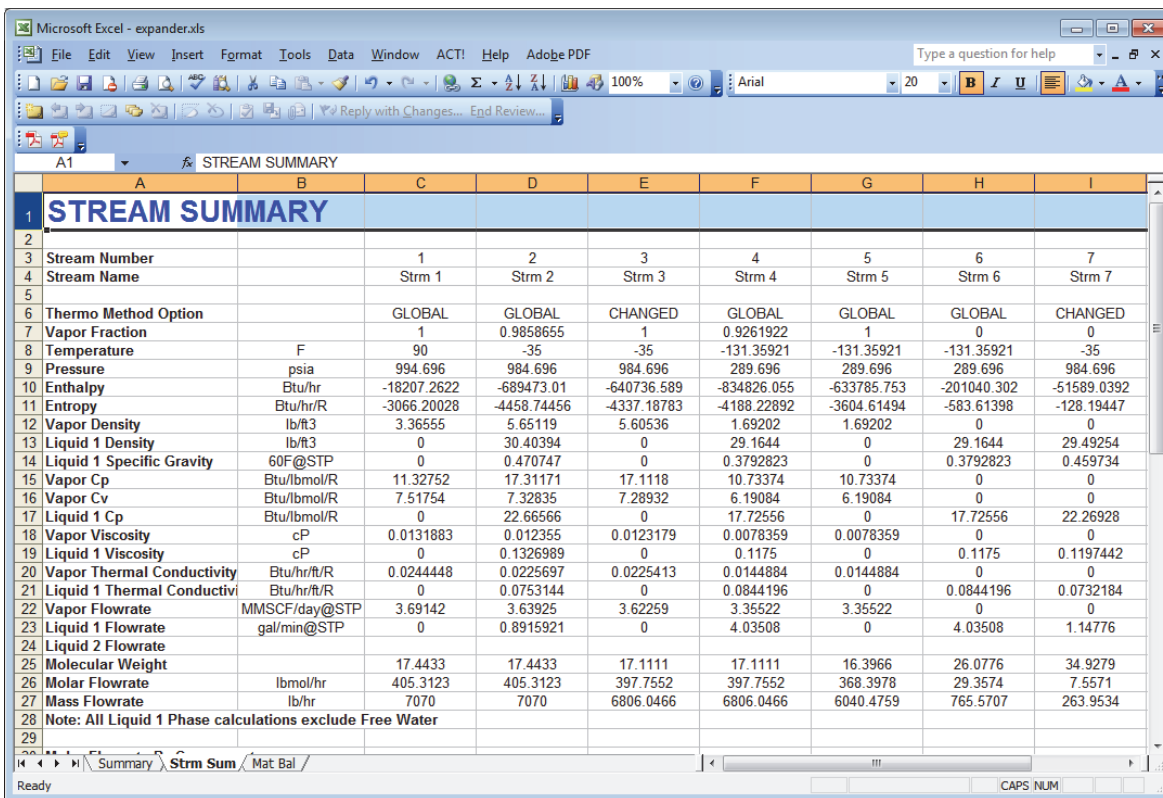 Microsoft Excel - expander.xls
File Edit View Insert Format Tools Data Window ACT! Help Adobe PDF Type a question for help
100% Arial 20 B I U A
Reply with Changes... End Review...
A1 fx STREAM SUMMARY
A B C D E F G H I
1 STREAM SUMMARY
2
3 Stream Number 1 2 3 4 5 6 7
4 Stream Name Strm 1 Strm 2 Strm 3 Strm 4 Strm 5 Strm 6 Strm 7
5
6 Thermo Method Option GLOBAL GLOBAL CHANGED GLOBAL GLOBAL GLOBAL CHANGED
7 Vapor Fraction 1 0.9858655 1 0.9261922 1 0 0
8 Temperature F 90 -35 -35 -131.35921 -131.35921 -131.35921 -35
9 Pressure psia 994.696 984.696 984.696 289.696 289.696 289.696 984.696
10 Enthalpy Btu/hr -18207.2622 -689473.01 -640736.589 -834826.055 -633785.753 -201040.302 -51589.0392
11 Entropy Btu/hr/R -3066.20028 -4458.74456 -4337.18783 -4188.22892 -3604.61494 -583.61398 -128.19447
12 Vapor Density lb/ft3 3.36555 5.65119 5.60536 1.69202 1.69202 0 0
13 Liquid 1 Density lb/ft3 0 30.40394 0 29.1644 0 29.1644 29.49254
14 Liquid 1 Specific Gravity 60F@STP 0 0.470747 0 0.3792823 0 0.3792823 0.459734
15 Vapor Cp Btu/lbmol/R 11.32752 17.31171 17.1118 10.73374 10.73374 0 0
16 Vapor Cv Btu/lbmol/R 7.51754 7.32835 7.28932 6.19084 6.19084 0 0
17 Liquid 1 Cp Btu/lbmol/R 0 22.66566 0 17.72556 0 17.72556 22.26928
18 Vapor Viscosity cP 0.0131883 0.012355 0.0123179 0.0078359 0.0078359 0 0
19 Liquid 1 Viscosity cP 0 0.1326989 0 0.1175 0 0.1175 0.1197442
20 Vapor Thermal Conductivity Btu/hr/ft/R 0.0244448 0.0225697 0.0225413 0.0144884 0.0144884 0 0
21 Liquid 1 Thermal Conductivi Btu/hr/ft/R 0 0.0753144 0 0.0844196 0 0.0844196 0.0732184
22 Vapor Flowrate MMSCF/day@STP 3.69142 3.63925 3.62259 3.35522 3.35522 0 0
23 Liquid 1 Flowrate gal/min@STP 0 0.8915921 0 4.03508 0 4.03508 1.14776
24 Liquid 2 Flowrate
25 Molecular Weight 17.4433 17.4433 17.1111 17.1111 16.3966 26.0776 34.9279
26 Molar Flowrate lbmol/hr 405.3123 405.3123 397.7552 397.7552 368.3978 29.3574 7.5571
27 Mass Flowrate lb/hr 7070 7070 6806.0466 6806.0466 6040.4759 765.5707 263.9534
28 Note: All Liquid 1 Phase calculations exclude Free Water
29
Summary Strm Sum Mat Bal
Ready CAPS NUM